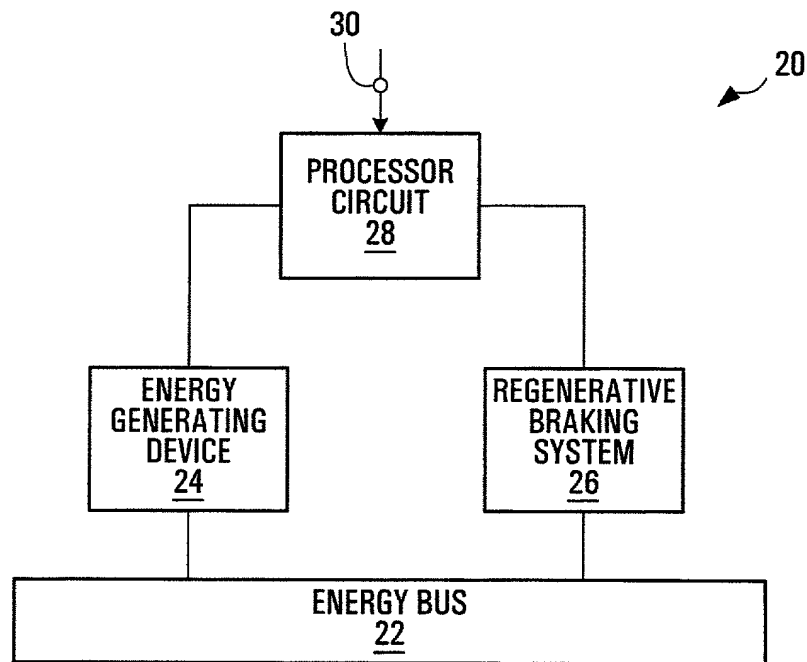 30
20
PROCESSOR
CIRCUIT
28
ENERGY
GENERATING
DEVICE
24
REGENERATIVE
BRAKING
SYSTEM
26
ENERGY BUS
22